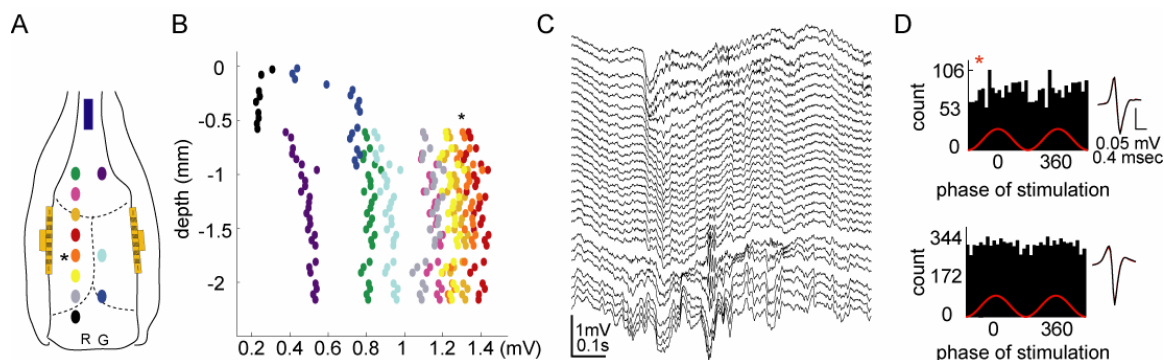 A
*
R G
B
depth (mm)
0
-0.5
-1
-1.5
-2
*
0.2 0.4 0.6 0.8 1 1.2 1.4 (mV)
C
1mV
0.1s
D
*
count
106
53
0
0 360
phase of stimulation
0.05 mV
0.4 msec
count
344
172
0
0 360
phase of stimulation